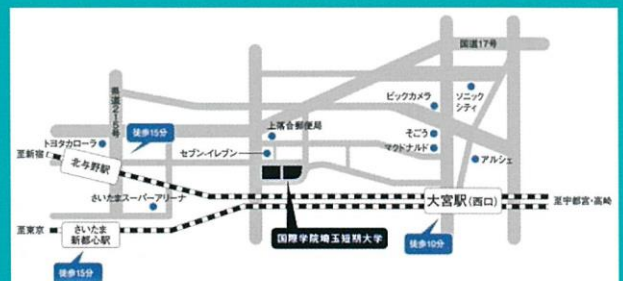 国道17号
県道215号
ビックカメラ
ソニック
シティ
上落合郵便局
徒歩15分
トヨタカローラ
そごう
マクドナルド
セブン-イレブン
アルシェ
至新宿
北与野駅
さいたまスーパーアリーナ
大宮駅(西口)
至宇都宮・高崎
至東京
さいたま
新都心駅
国際学院埼玉短期大学
徒歩10分
徒歩15分